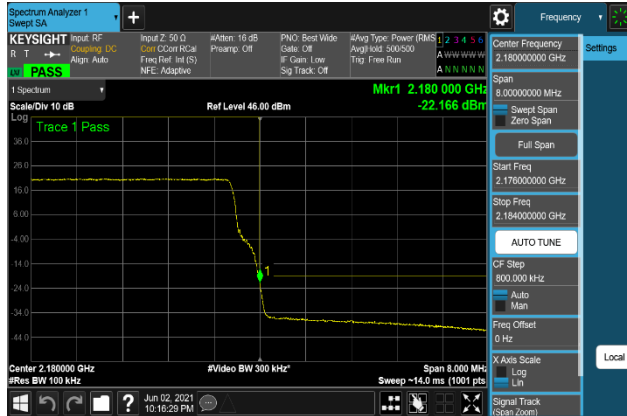 Spectrum Analyzer 1
Swept SA
+
Frequency
KEYSIGHT
R T
LXI PASS
Input: RF
Coupling: DC
Align: Auto
Input Z: 50 Ω
Corr CCorr RCal
Freq Ref: Int (S)
NFE: Adaptive
#Atten: 16 dB
Preamp: Off
PNO: Best Wide
Gate: Off
IF Gain: Low
Sig Track: Off
#Avg Type: Power (RMS
Avg|Hold: 500/500
Trig: Free Run
1 2 3 4 5 6
A W W W W W
A N N N N N
1 Spectrum
Scale/Div 10 dB
Log
Ref Level 46.00 dBm
Mkr1 2.180 000 GHz
-22.166 dBm
Trace 1 Pass
36.0
26.0
16.0
6.00
-4.00
-14.0
-24.0
-34.0
-44.0
1
Center 2.180000 GHz
#Res BW 100 kHz
#Video BW 300 kHz*
Span 8.000 MHz
Sweep ~14.0 ms (1001 pts
?
Jun 02, 2021
10:16:29 PM
Center Frequency
2.180000000 GHz
Span
8.00000000 MHz
Swept Span
Zero Span
Full Span
Start Freq
2.176000000 GHz
Stop Freq
2.184000000 GHz
AUTO TUNE
CF Step
800.000 kHz
Auto
Man
Freq Offset
0 Hz
X Axis Scale
Log
Lin
Signal Track
(Span Zoom)
Settings
Local